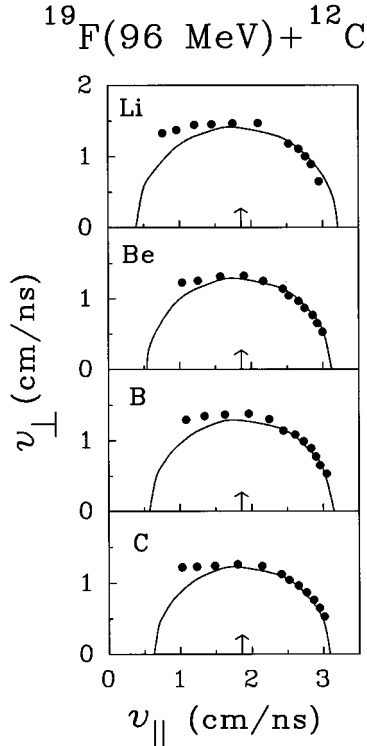 ¹⁹F(96 MeV)+¹²C
2
Li
1
0
Be
1
0
B
1
0
C
1
0
0 1 2 3
v⊥ (cm/ns)
v|| (cm/ns)